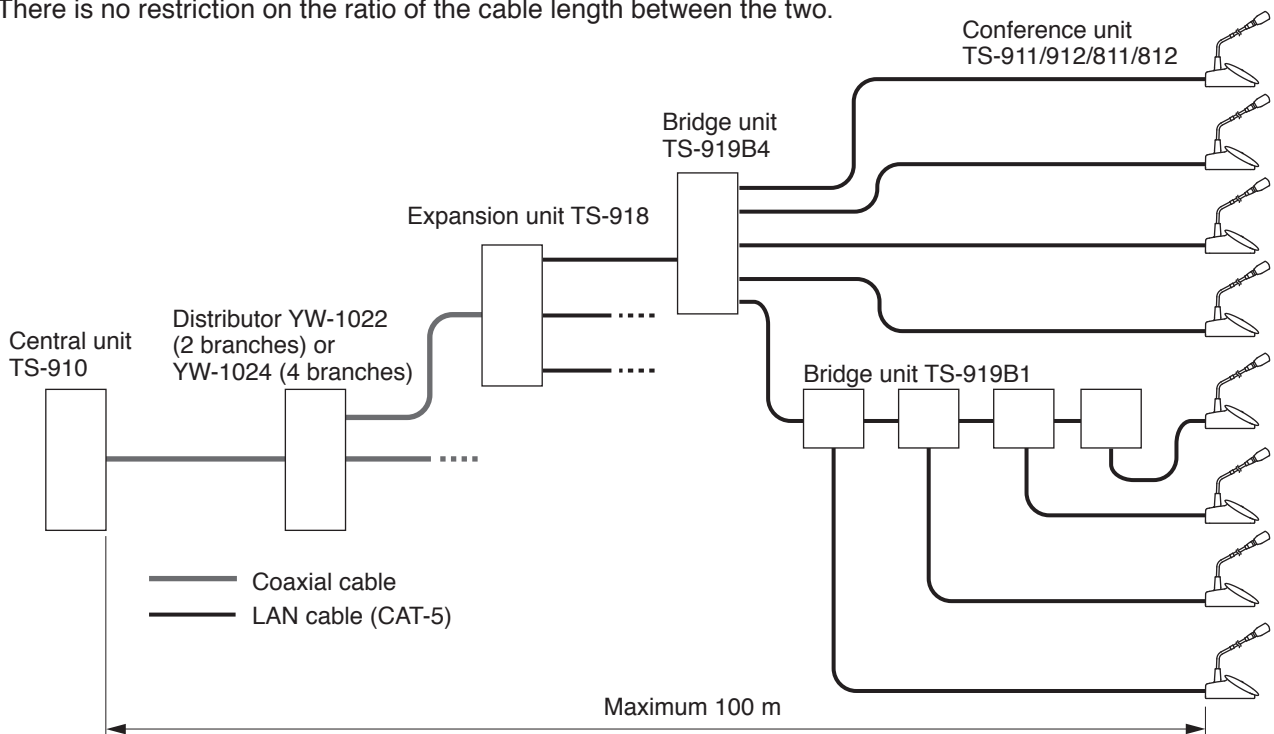 There is no restriction on the ratio of the cable length between the two.
Conference unit
TS-911/912/811/812
Bridge unit
TS-919B4
Expansion unit TS-918
Distributor YW-1022
(2 branches) or
YW-1024 (4 branches)
Central unit
TS-910
Bridge unit TS-919B1
Coaxial cable
LAN cable (CAT-5)
Maximum 100 m